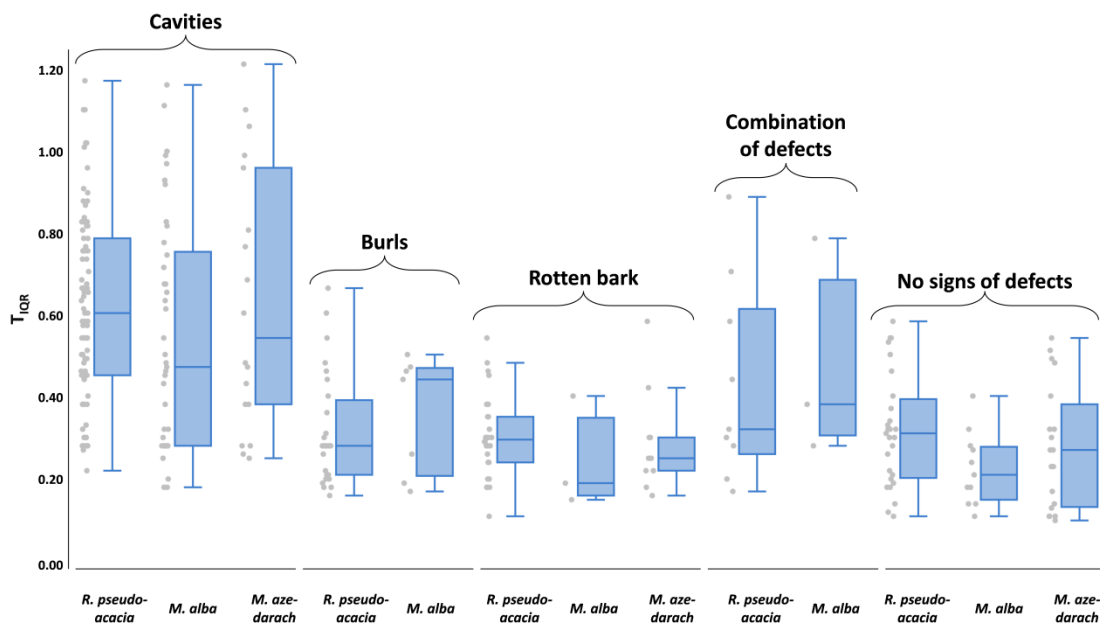 Cavities
1.20
1.00
Combination
of defects
0.80
Burls
Rotten bark
No signs of defects
T_IQR
0.60
0.40
0.20
0.00
R. pseudo-
acacia
M. alba
M. aze-
darach
R. pseudo-
acacia
M. alba
R. pseudo-
acacia
M. alba
M. aze-
darach
R. pseudo-
acacia
M. alba
R. pseudo-
acacia
M. alba
M. aze-
darach